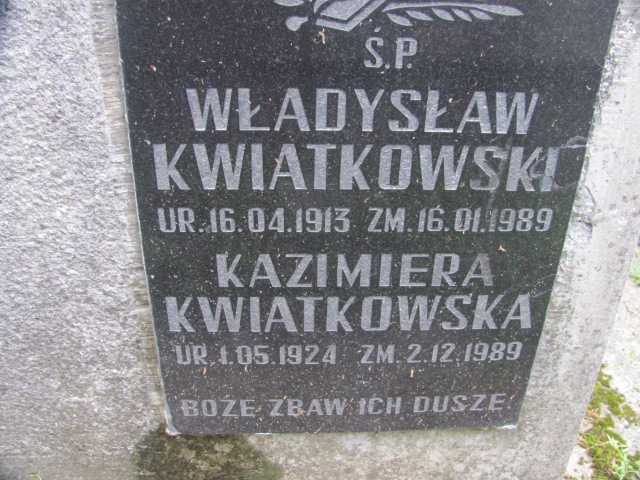 Ś.P.
WŁADYSŁAW
KWIATKOWSKI
UR.16.04.1913 ZM.16.01.1989
KAZIMIERA
KWIATKOWSKA
UR.1.05.1924 ZM.2.12.1989
BOŻE ZBAW ICH DUSZE